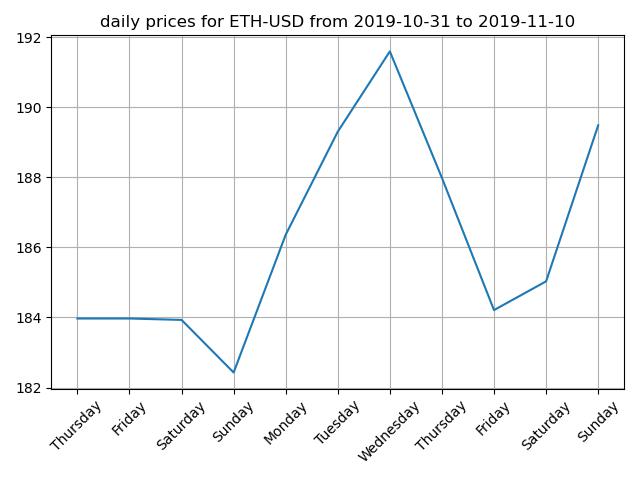 daily prices for ETH-USD from 2019-10-31 to 2019-11-10
192
190
188
186
184
182
Thursday
Friday
Saturday
Sunday
Monday
Tuesday
Wednesday
Thursday
Friday
Saturday
Sunday